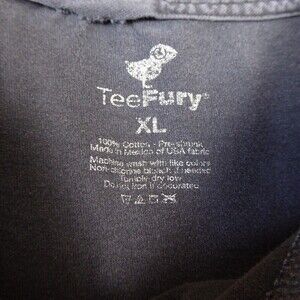 TeeFury
XL
100% Cotton - Pre-shrunk
Made in Mexico of USA fabric
Machine wash with like colors
Non-chlorine bleach if needed
Tumble dry low
Do not iron if decorated